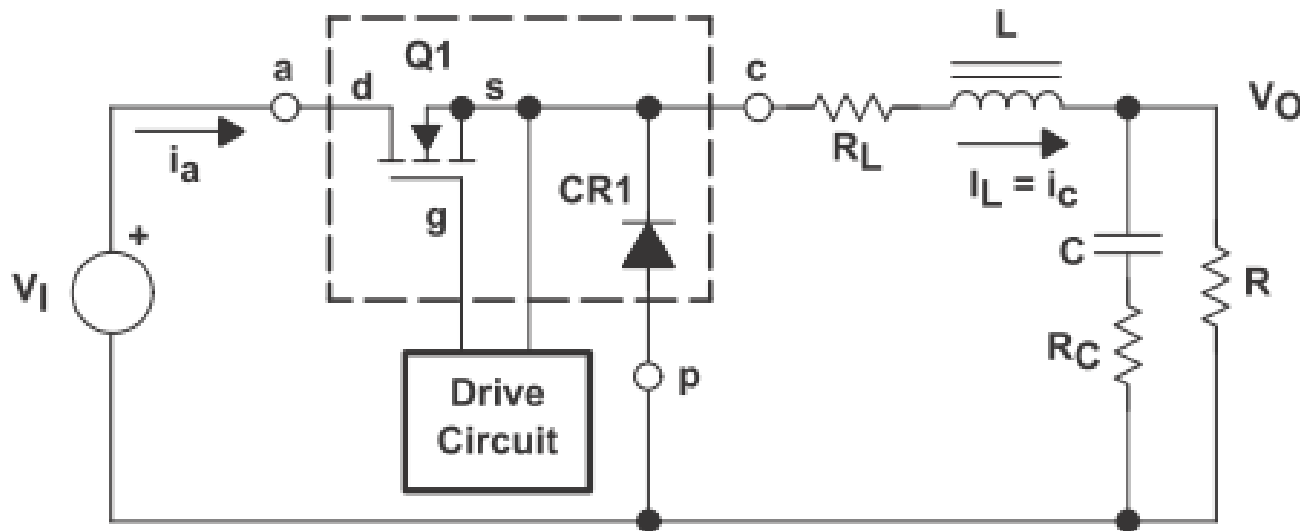 L
Q1
a
d
s
c
V_O
i_a
R_L
I_L = i_c
CR1
g
+
V_I
C
R
R_C
p
Drive
Circuit